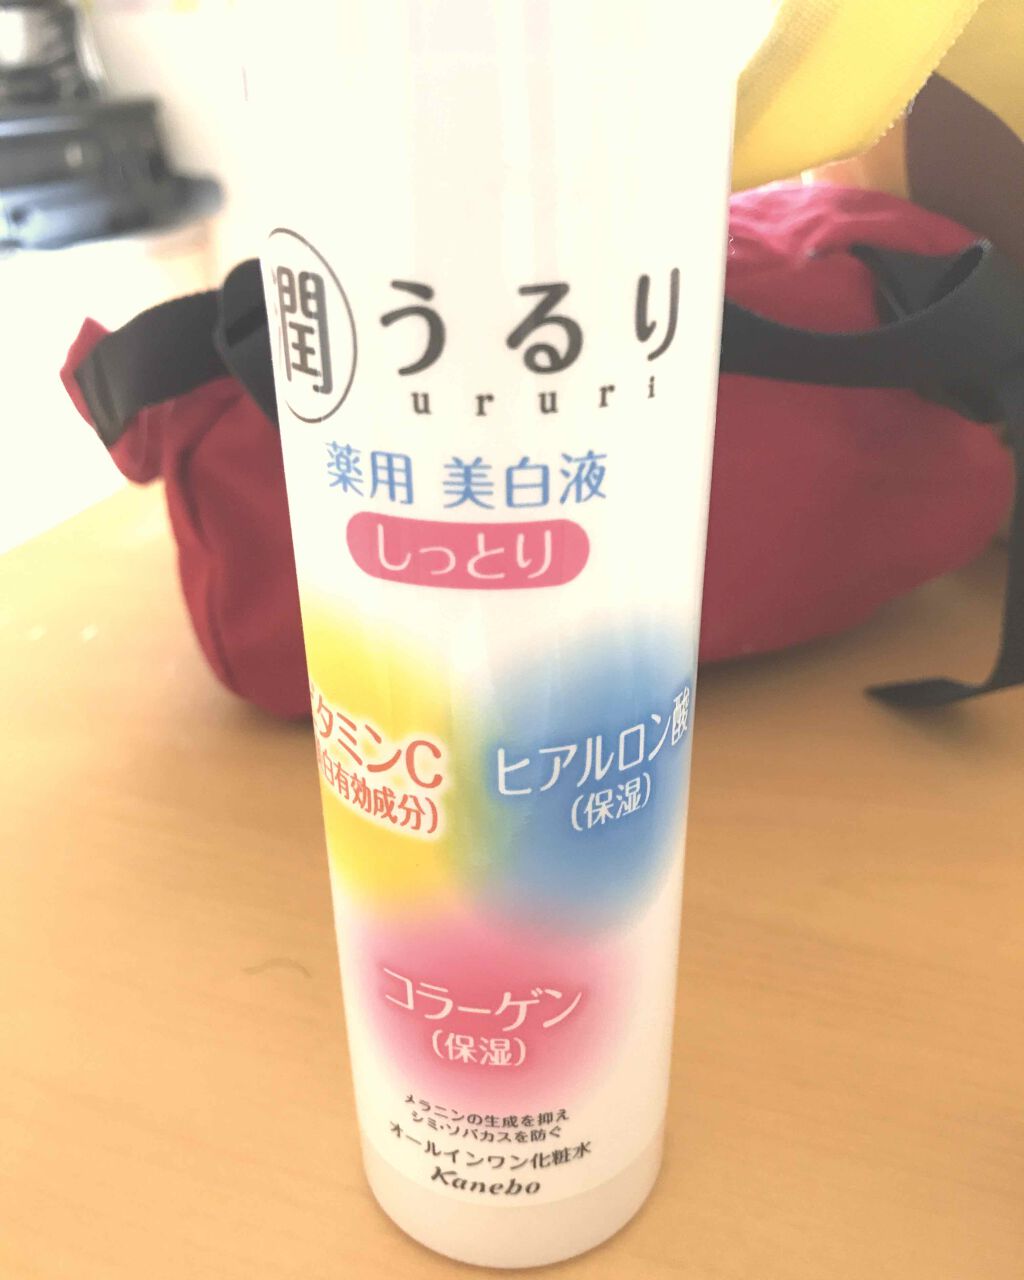 潤 うるり
ururi
薬用 美白液
しっとり
タミンC
白有効成分)
ヒアルロン酸
(保湿)
コラーゲン
(保湿)
メラニンの生成を抑え
シミ・ソバカスを防ぐ
オールインワン化粧水
Kanebo